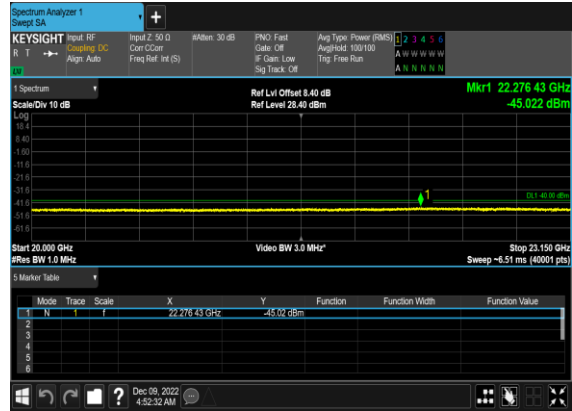 Spectrum Analyzer 1
Swept SA
+
KEYSIGHT Input: RF Input Z: 50 Ω #Atten: 30 dB PNO: Fast Avg Type: Power (RMS) 1 2 3 4 5 6
R T Coupling: DC Corr CCorr Gate: Off Avg|Hold: 100/100 A W W W W W
Align: Auto Freq Ref: Int (S) IF Gain: Low Trig: Free Run
Sig Track: Off A N N N N N
1 Spectrum Ref Lvl Offset 8.40 dB Mkr1 22.276 43 GHz
Scale/Div 10 dB Ref Level 28.40 dBm -45.022 dBm
Log
18.4
8.40
-1.60
-11.6
-21.6
-31.6 1
DL1 -40.00 dBm
-41.6
-51.6
-61.6
Start 20.000 GHz Video BW 3.0 MHz* Stop 23.150 GHz
#Res BW 1.0 MHz Sweep ~6.51 ms (40001 pts)
5 Marker Table
Mode Trace Scale X Y Function Function Width Function Value
1 N 1 f 22.276 43 GHz -45.02 dBm
2
3
4
5
6
? Dec 09, 2022
4:52:32 AM